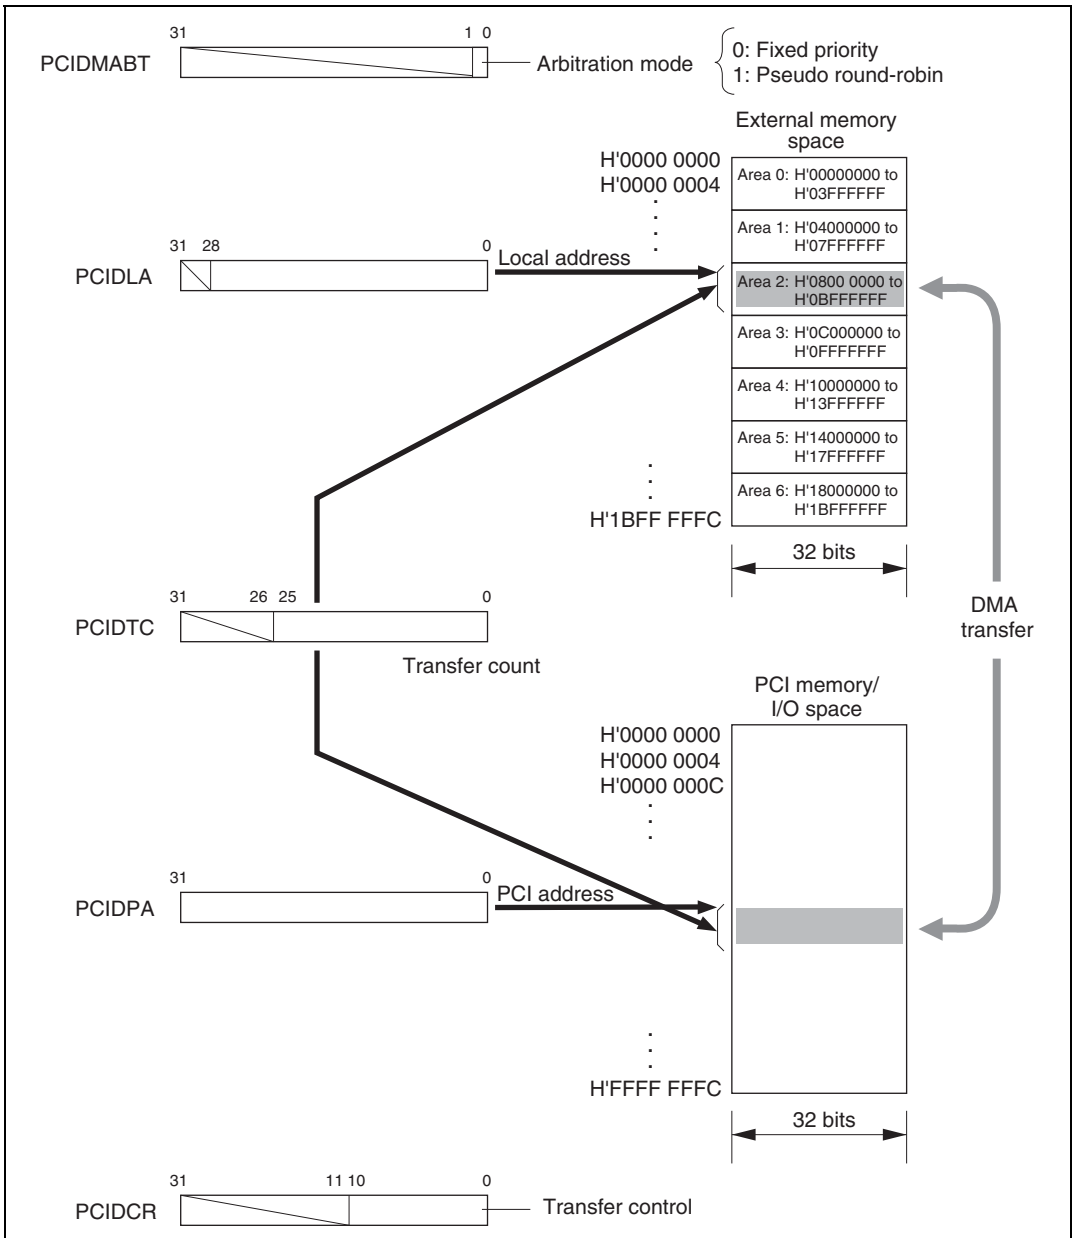 31 1 0
PCIDMABT
Arbitration mode
0: Fixed priority
1: Pseudo round-robin
External memory
space
H'0000 0000
H'0000 0004
Area 0: H'00000000 to
H'03FFFFFF
Area 1: H'04000000 to
H'07FFFFFF
31 28 0
PCIDLA
Local address
Area 2: H'0800 0000 to
H'0BFFFFFF
Area 3: H'0C000000 to
H'0FFFFFFF
Area 4: H'10000000 to
H'13FFFFFF
Area 5: H'14000000 to
H'17FFFFFF
Area 6: H'18000000 to
H'1BFFFFFF
H'1BFF FFFC
32 bits
31 26 25 0
PCIDTC
Transfer count
DMA
transfer
PCI memory/
I/O space
H'0000 0000
H'0000 0004
H'0000 000C
31 0
PCIDPA
PCI address
H'FFFF FFFC
32 bits
31 11 10 0
PCIDCR
Transfer control